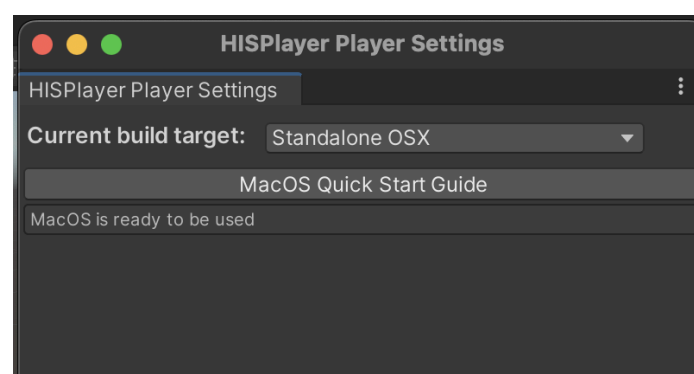 HISPlayer Player Settings
HISPlayer Player Settings
Current build target: Standalone OSX
MacOS Quick Start Guide
MacOS is ready to be used